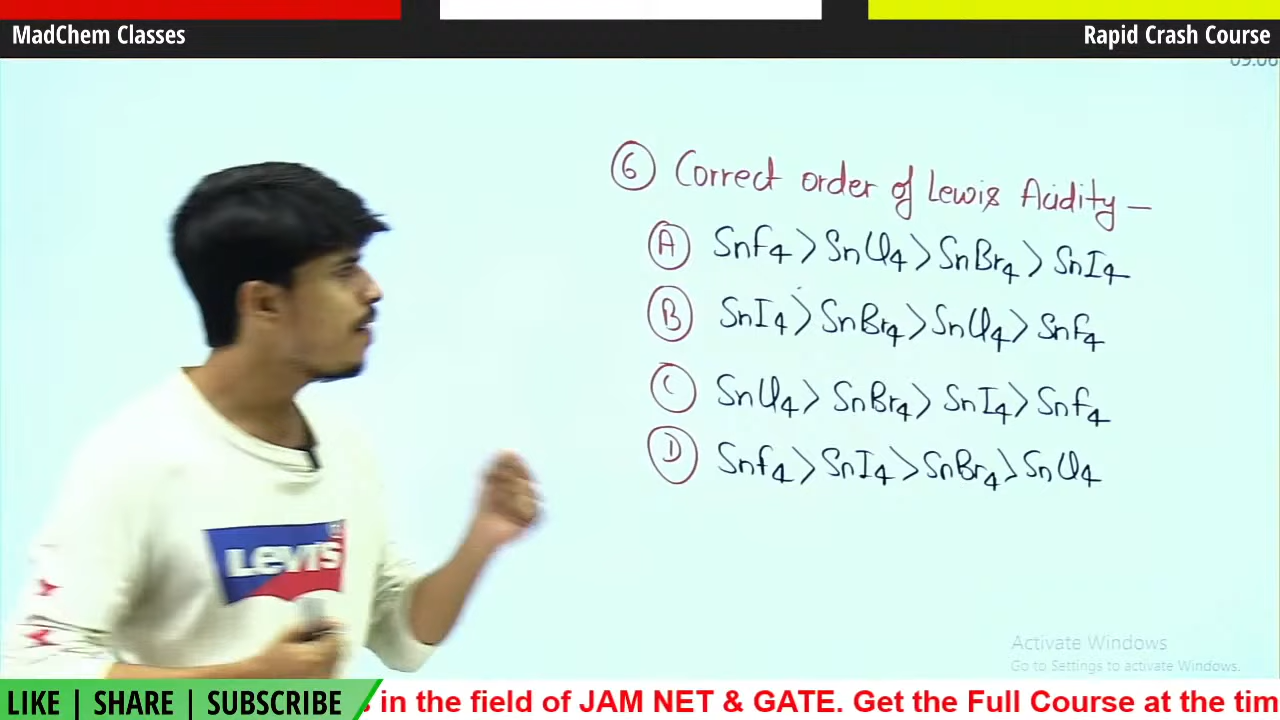 MadChem Classes
Rapid Crash Course
09:06
6 Correct order of Lewis Acidity –
A SnF4 > SnCl4 > SnBr4 > SnI4
B SnI4 > SnBr4 > SnCl4 > SnF4
C SnCl4 > SnBr4 > SnI4 > SnF4
D SnF4 > SnI4 > SnBr4 > SnCl4
LEVI'S
Activate Windows
Go to Settings to activate Windows.
LIKE | SHARE | SUBSCRIBE
in the field of JAM NET & GATE. Get the Full Course at the tim